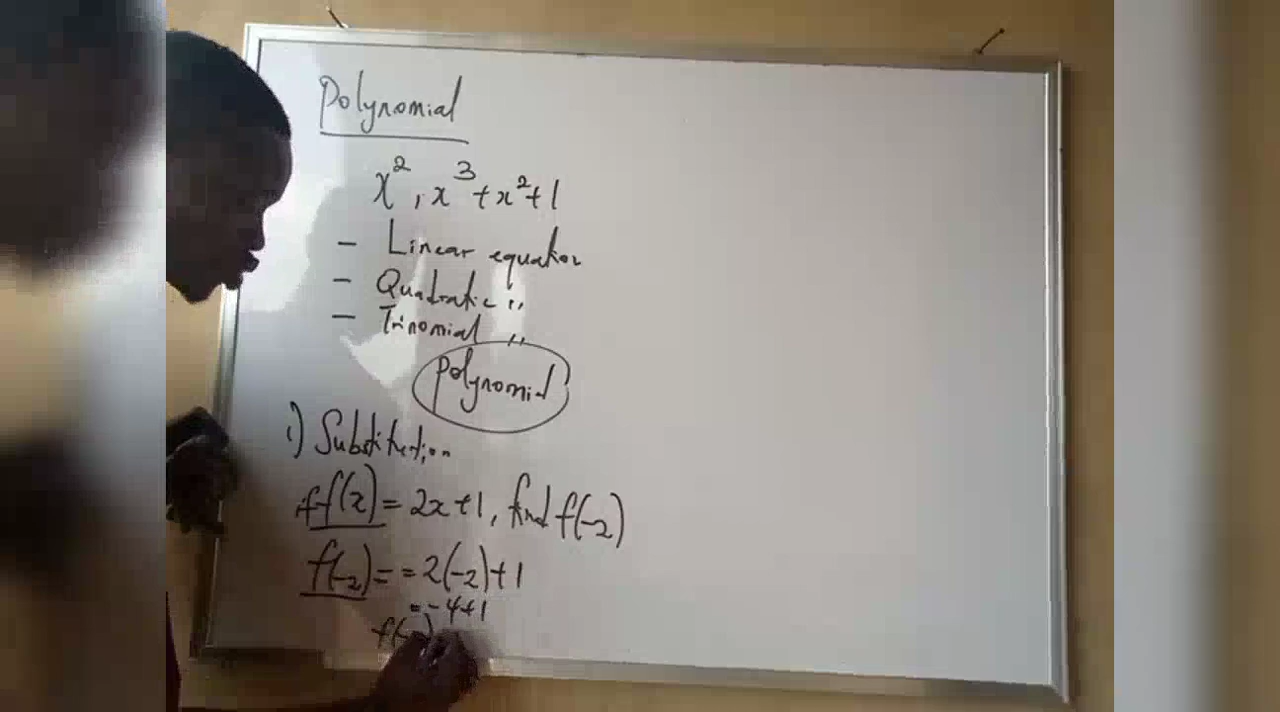 Polynomial
x², x³+x²+1
- Linear equation
- Quadratic ,,
- Trinomial ,,
Polynomial
i) Substitution
if f(x) = 2x+1, find f(-2)
f(-2) = = 2(-2)+1
= -4+1